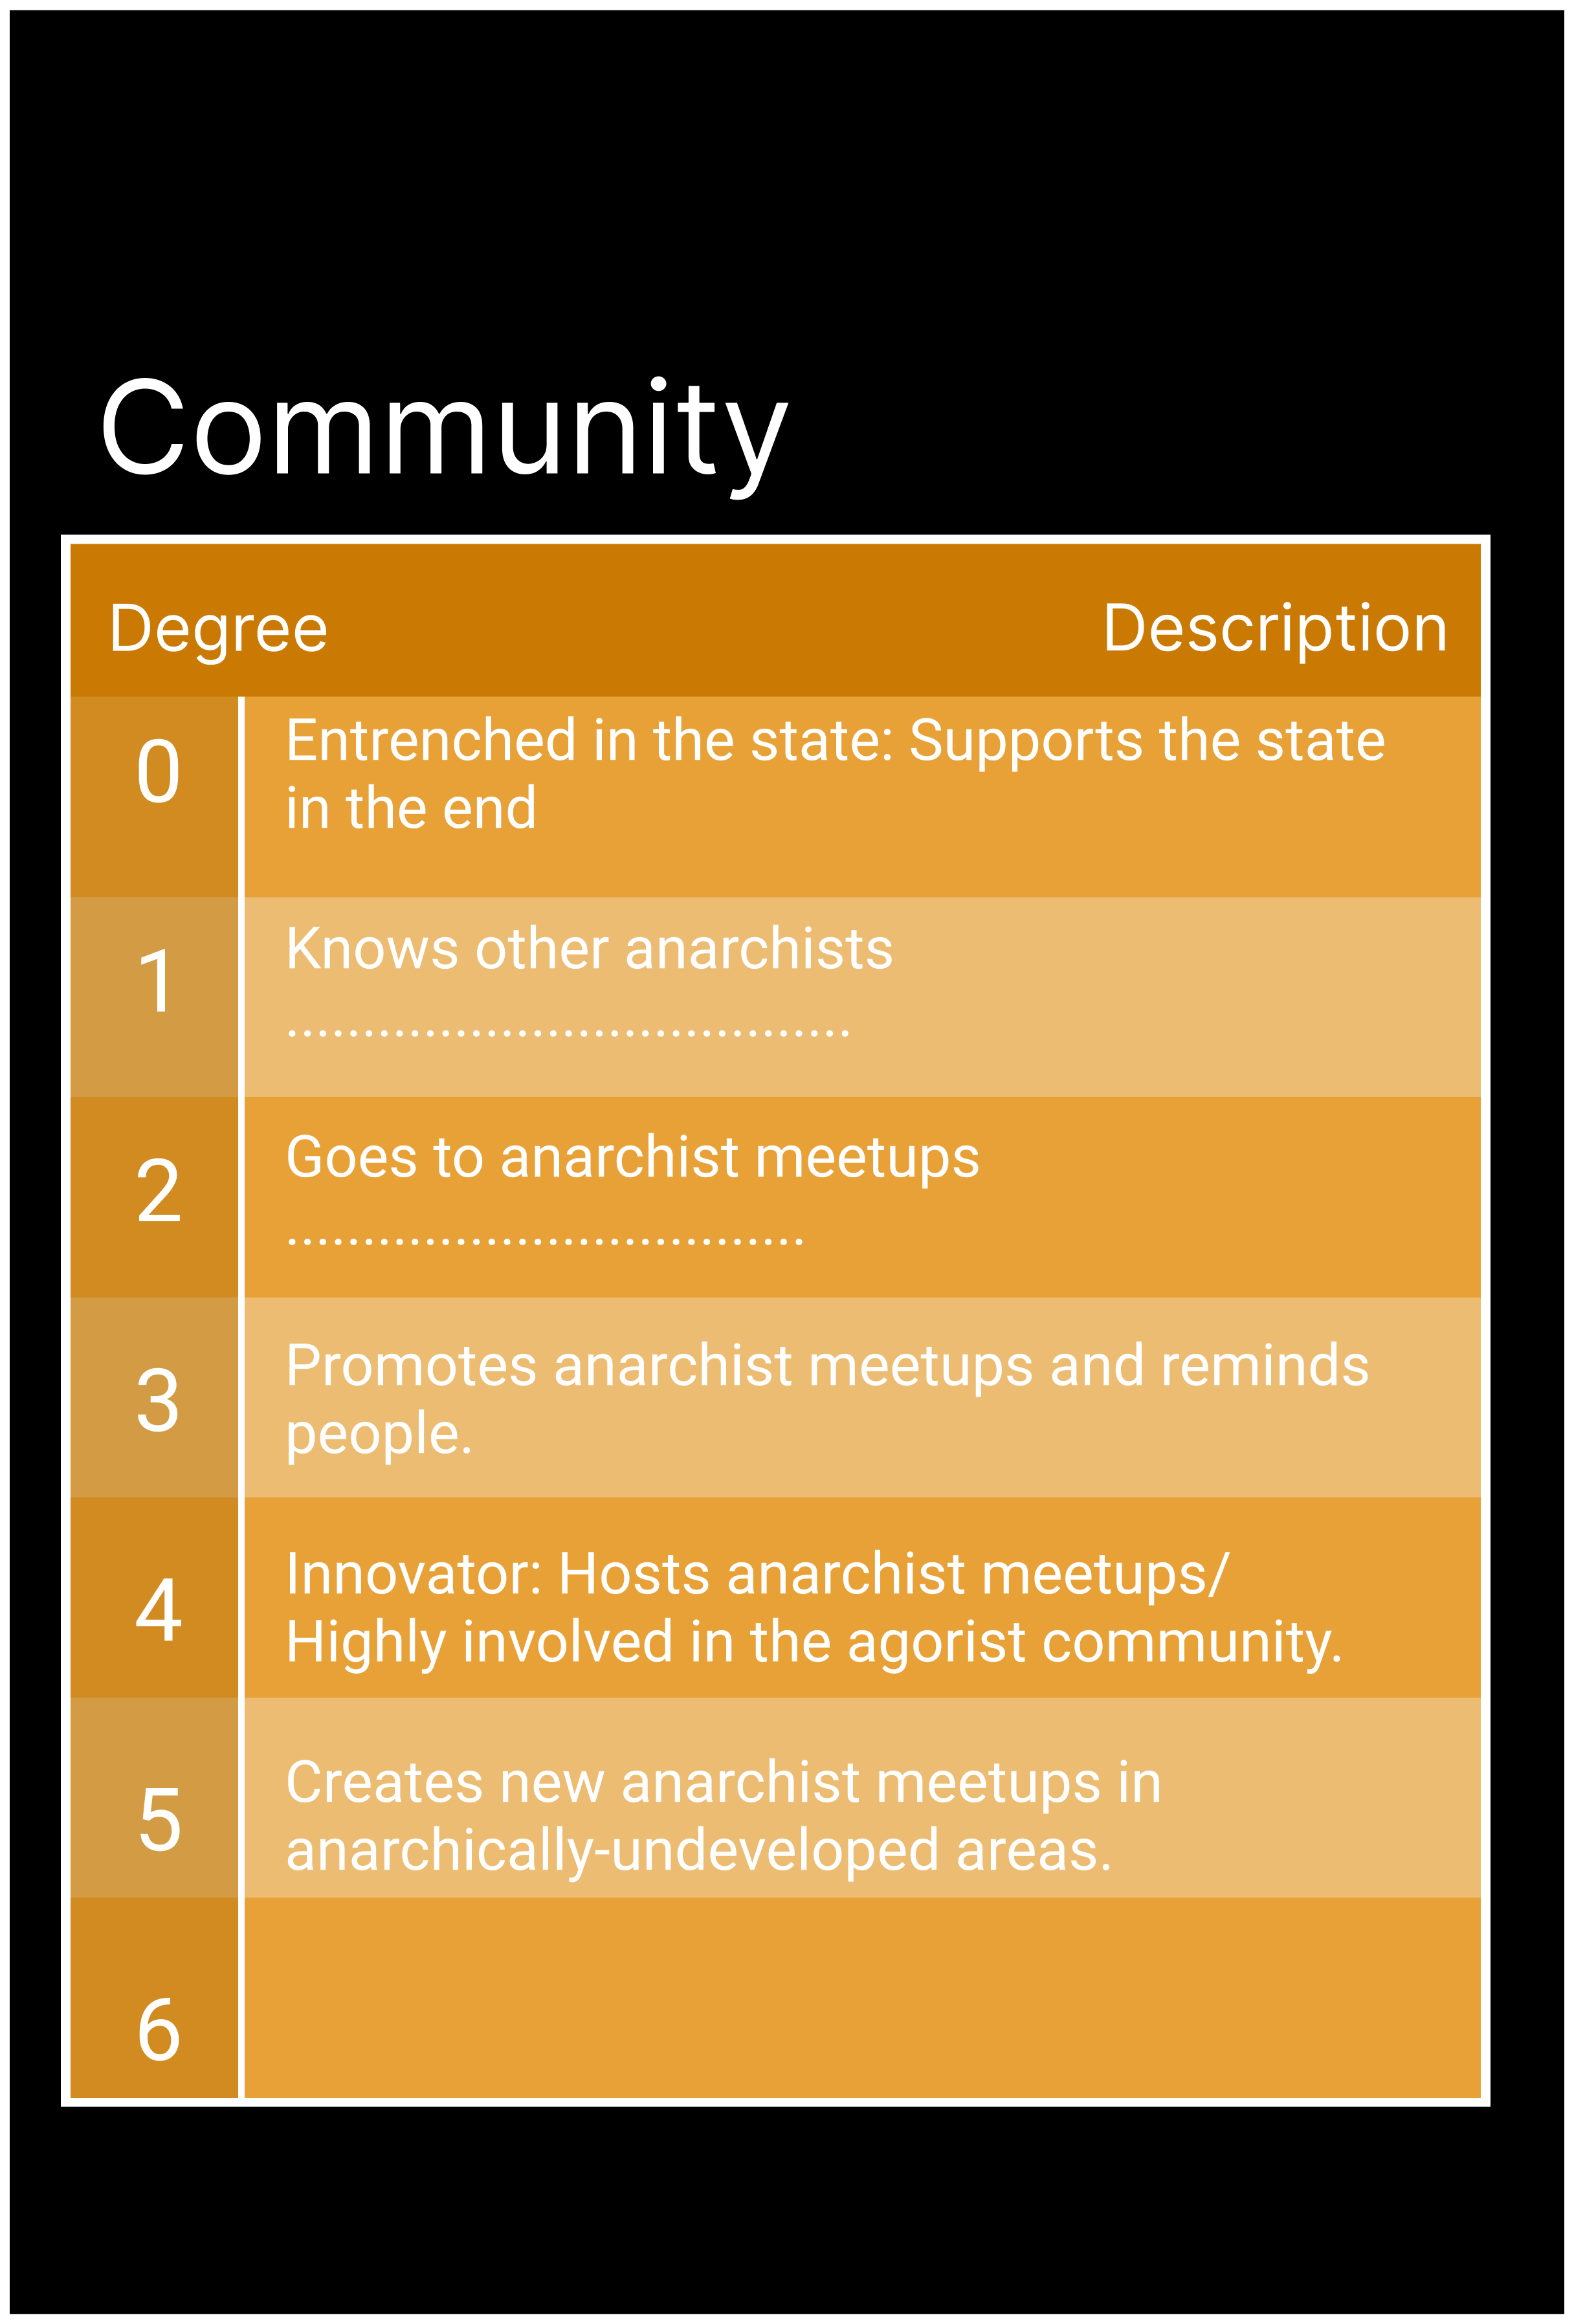 Community
Degree Description
0 Entrenched in the state: Supports the state
in the end
1 Knows other anarchists
.....................................
2 Goes to anarchist meetups
..................................
3 Promotes anarchist meetups and reminds
people.
4 Innovator: Hosts anarchist meetups/
Highly involved in the agorist community.
5 Creates new anarchist meetups in
anarchically-undeveloped areas.
6